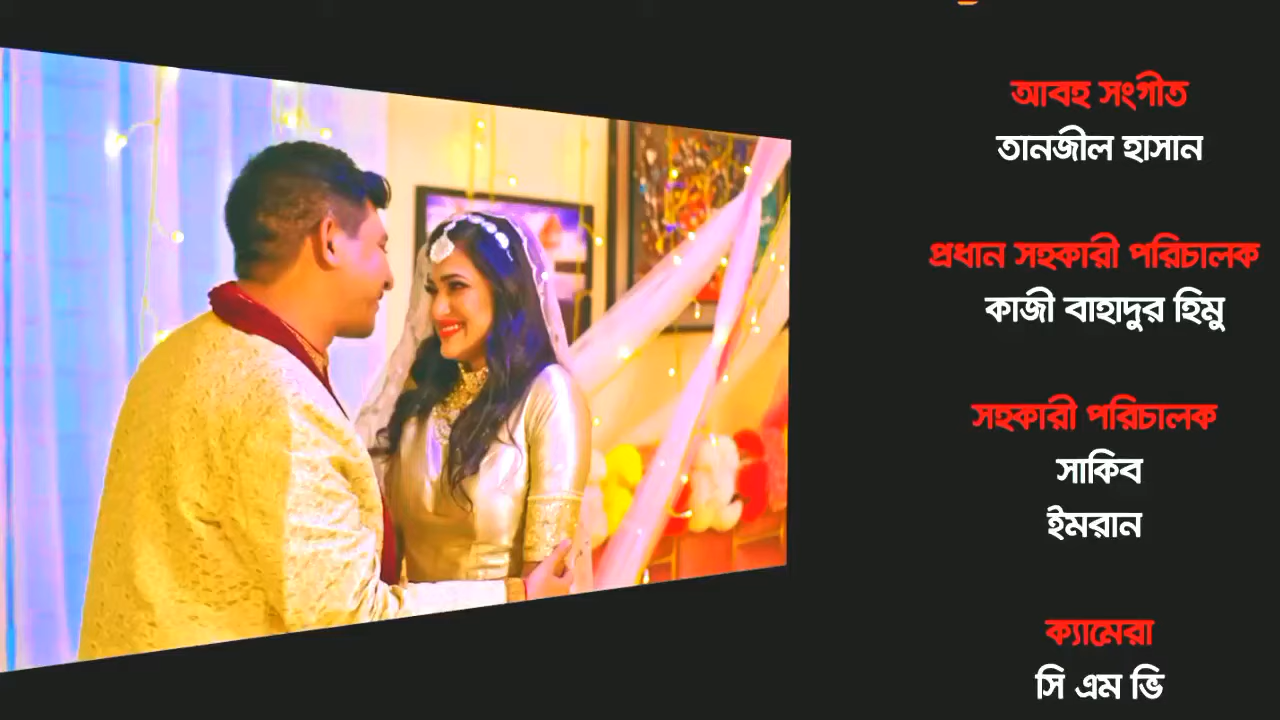 আবহ সংগীত
তানজীল হাসান
প্রধান সহকারী পরিচালক
কাজী বাহাদুর হিমু
সহকারী পরিচালক
সাকিব
ইমরান
ক্যামেরা
সি এম ভি